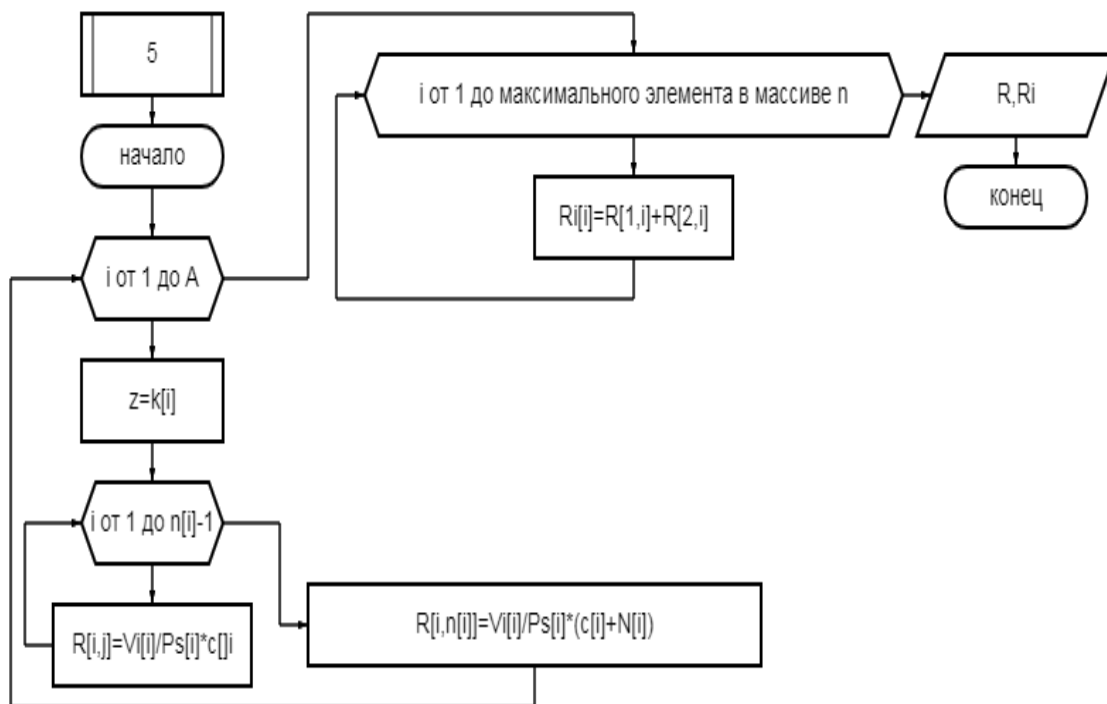 5
начало
i от 1 до A
z=k[i]
i от 1 до n[i]-1
R[i,j]=Vi[i]/Ps[i]*c[]i
R[i,n[i]]=Vi[i]/Ps[i]*(c[i]+N[i])
i от 1 до максимального элемента в массиве n
Ri[i]=R[1,i]+R[2,i]
R,Ri
конец